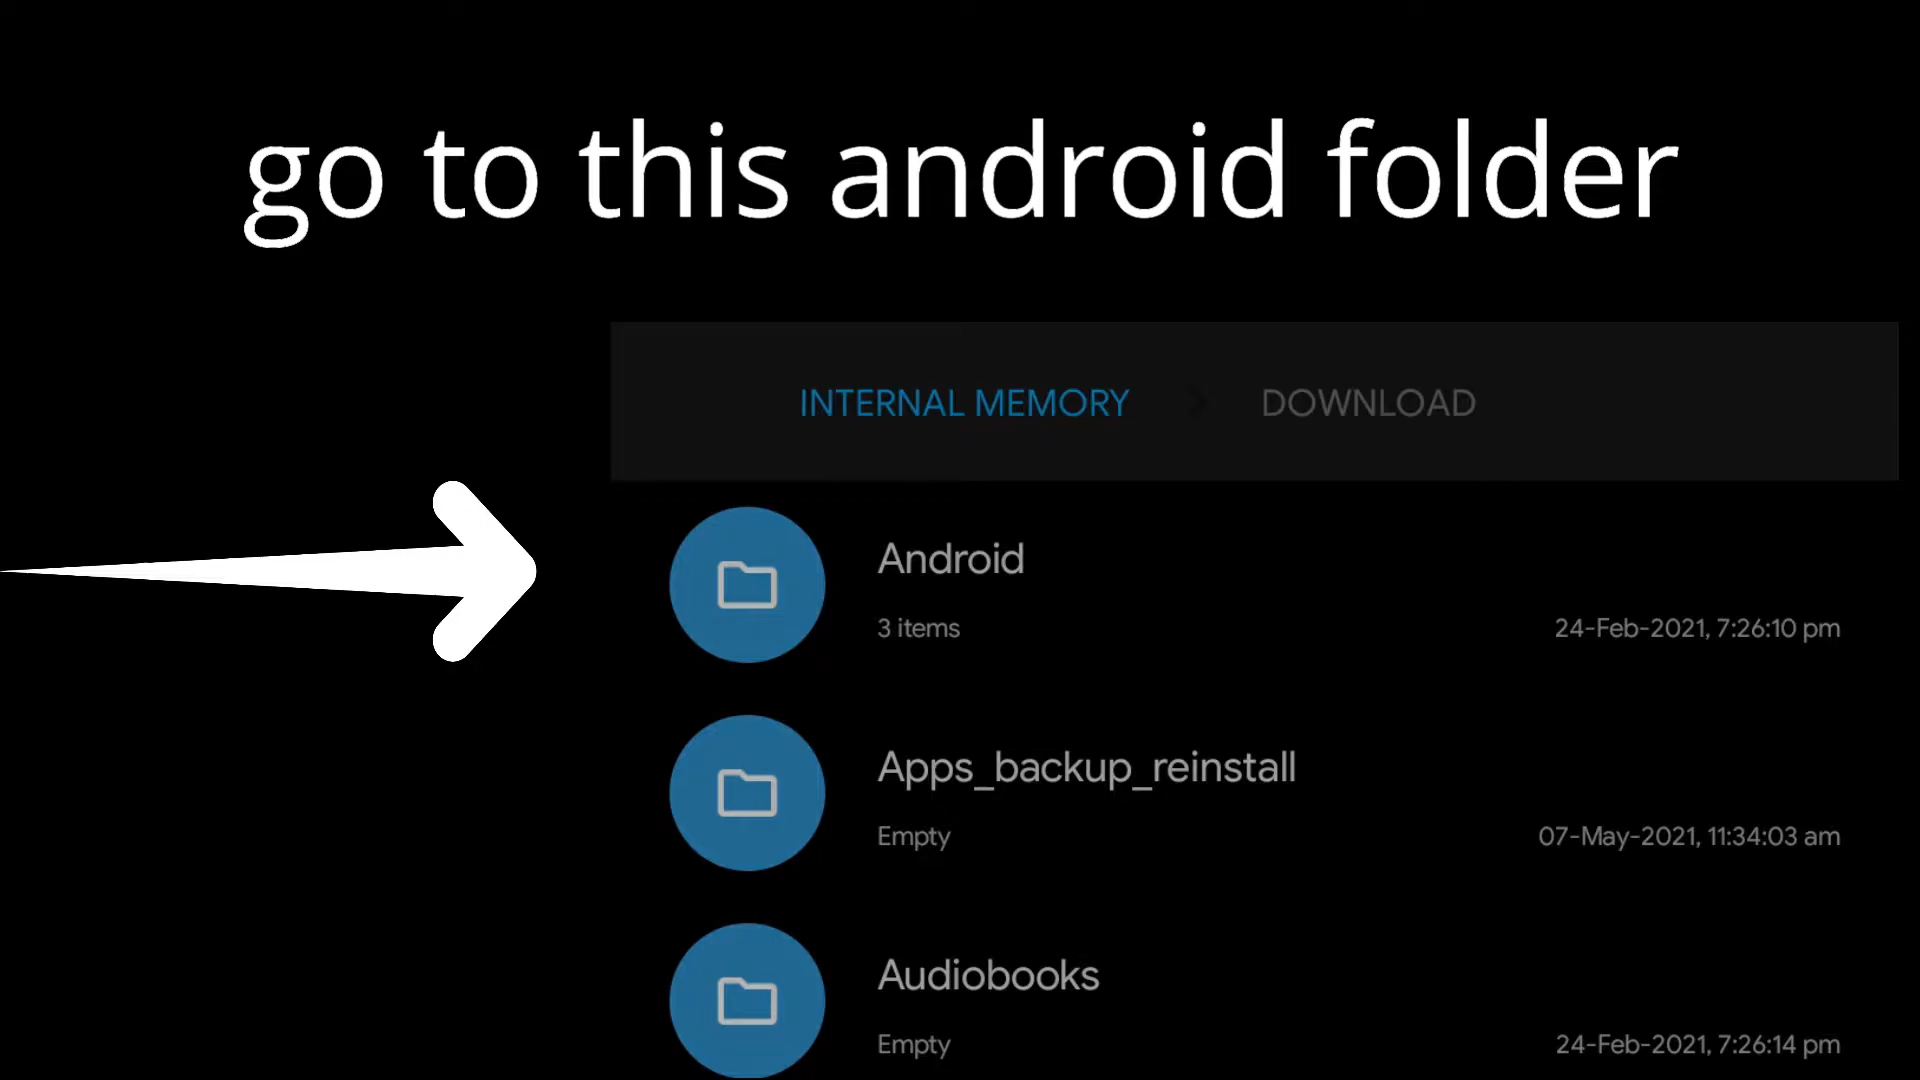 go to this android folder
INTERNAL MEMORY > DOWNLOAD
Android
3 items 24-Feb-2021, 7:26:10 pm
Apps_backup_reinstall
Empty 07-May-2021, 11:34:03 am
Audiobooks
Empty 24-Feb-2021, 7:26:14 pm